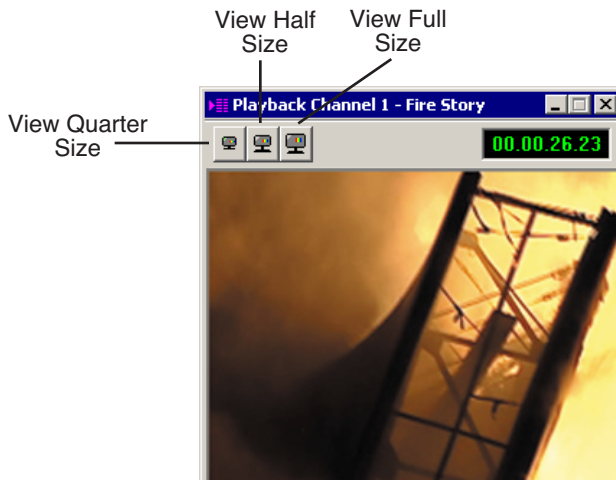 View Half
Size
View Full
Size
View Quarter
Size
Playback Channel 1 - Fire Story
00.00.26.23